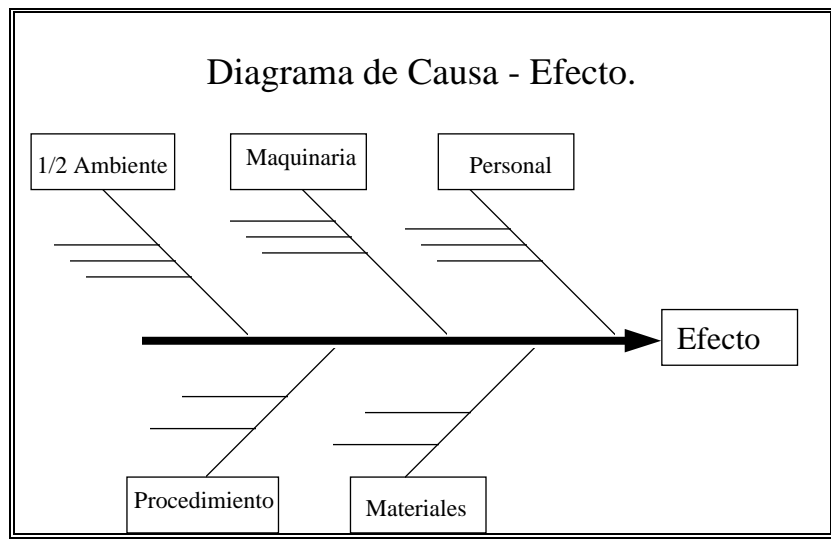 Diagrama de Causa - Efecto.
1/2 Ambiente
Maquinaria
Personal
Efecto
Procedimiento
Materiales